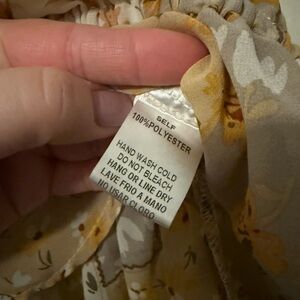 SELF
100%POLYESTER
HAND WASH COLD
DO NOT BLEACH
HANG OR LINE DRY
LAVE FRIO A MANO
NO USAR CLORO